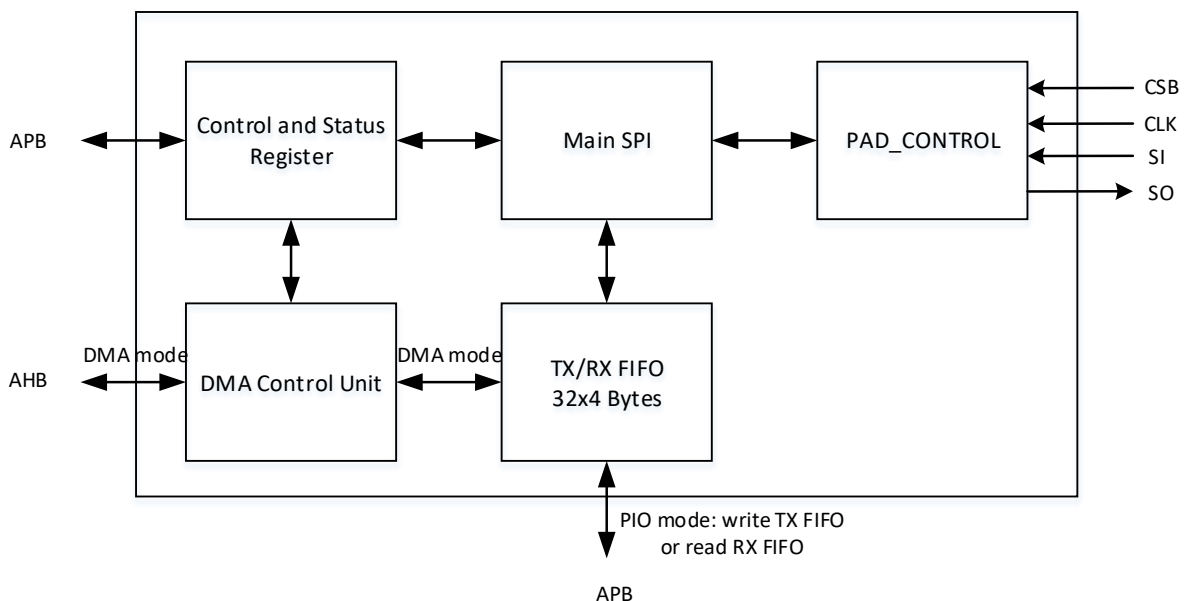 CSB
APB
Control and Status
Register
Main SPI
PAD_CONTROL
CLK
SI
SO
DMA mode
DMA mode
AHB
DMA Control Unit
TX/RX FIFO
32x4 Bytes
PIO mode: write TX FIFO
or read RX FIFO
APB